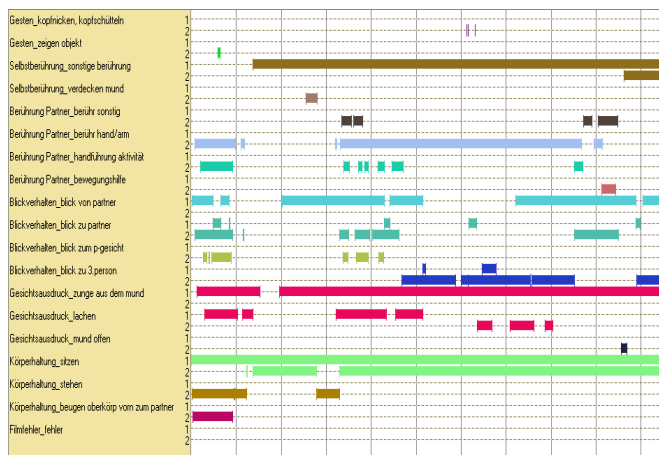 Gesten_kopfnicken, kopfschütteln 1
2
Gesten_zeigen objekt 1
2
Selbstberührung_sonstige berührung 1
2
Selbstberührung_verdecken mund 1
2
Berührung Partner_berühr sonstig 1
2
Berührung Partner_berühr hand/arm 1
2
Berührung Partner_handführung aktivität 1
2
Berührung Partner_bewegungshilfe 1
2
Blickverhalten_blick von partner 1
2
Blickverhalten_blick zu partner 1
2
Blickverhalten_blick zum p-gesicht 1
2
Blickverhalten_blick zu 3.person 1
2
Gesichtsausdruck_zunge aus dem mund 1
2
Gesichtsausdruck_lachen 1
2
Gesichtsausdruck_mund offen 1
2
Körperhaltung_sitzen 1
2
Körperhaltung_stehen 1
2
Körperhaltung_beugen oberkörp vorn zum partner 1
2
Filmfehler_fehler 1
2